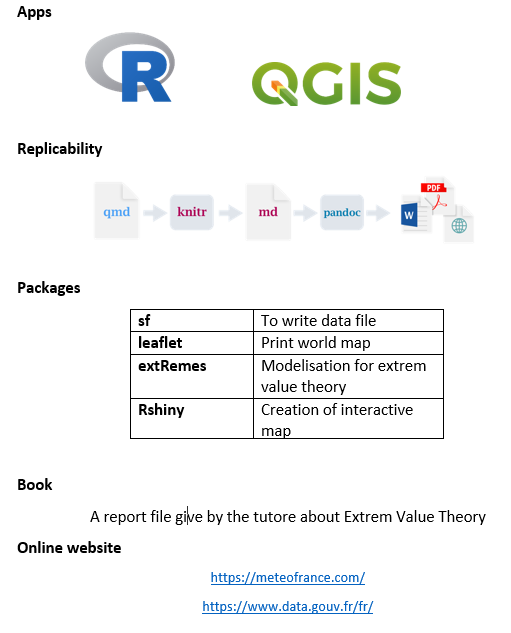 Apps
R QGIS
Replicability
PDF
qmd knitr md pandoc W
Packages
sf To write data file
leaflet Print world map
extRemes Modelisation for extrem
value theory
Rshiny Creation of interactive
map
Book
A report file give by the tutore about Extrem Value Theory
Online website
https://meteofrance.com/
https://www.data.gouv.fr/fr/